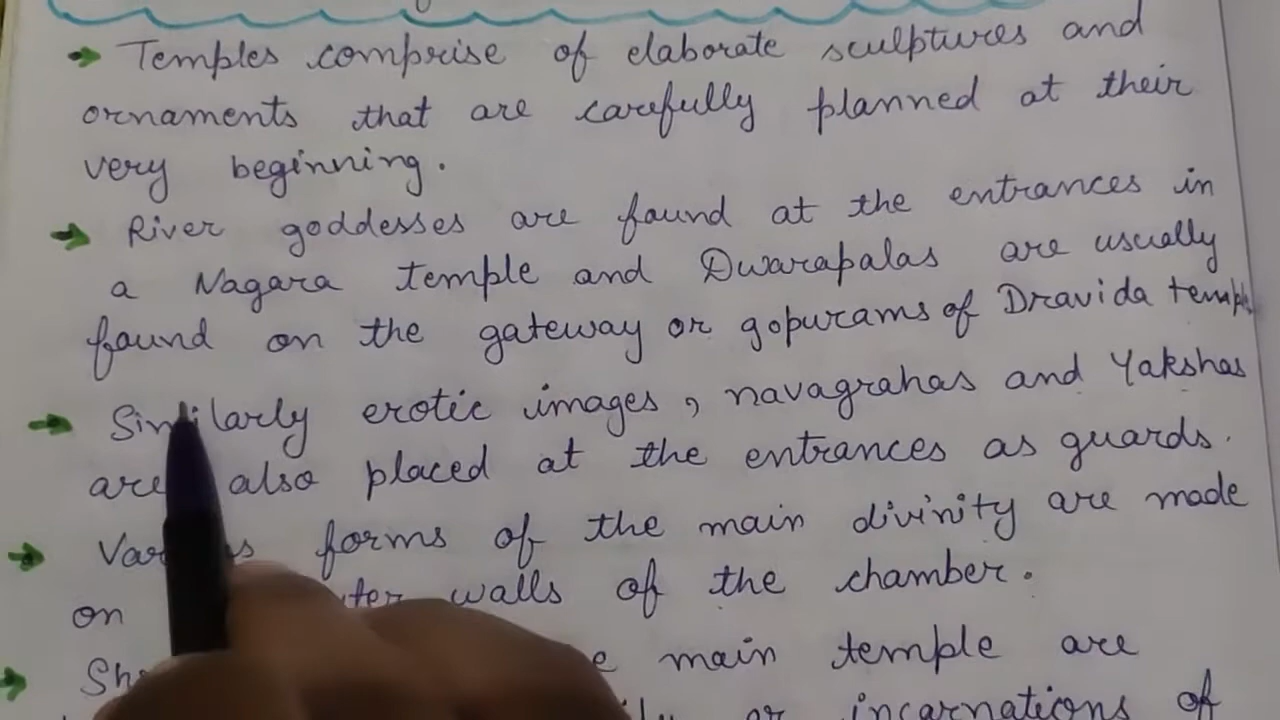 → Temples comprise of elaborate sculptures and
ornaments that are carefully planned at their
very beginning.
→ River goddesses are found at the entrances in
a Nagara temple and Dwarapalas are usually
found on the gateway or gopurams of Dravida temple
→ Similarly erotic images, navagrahas and Yakshas
are also placed at the entrances as guards.
→ forms of the main divinity are made
on walls of the chamber.
→ main temple are
or incarnations of